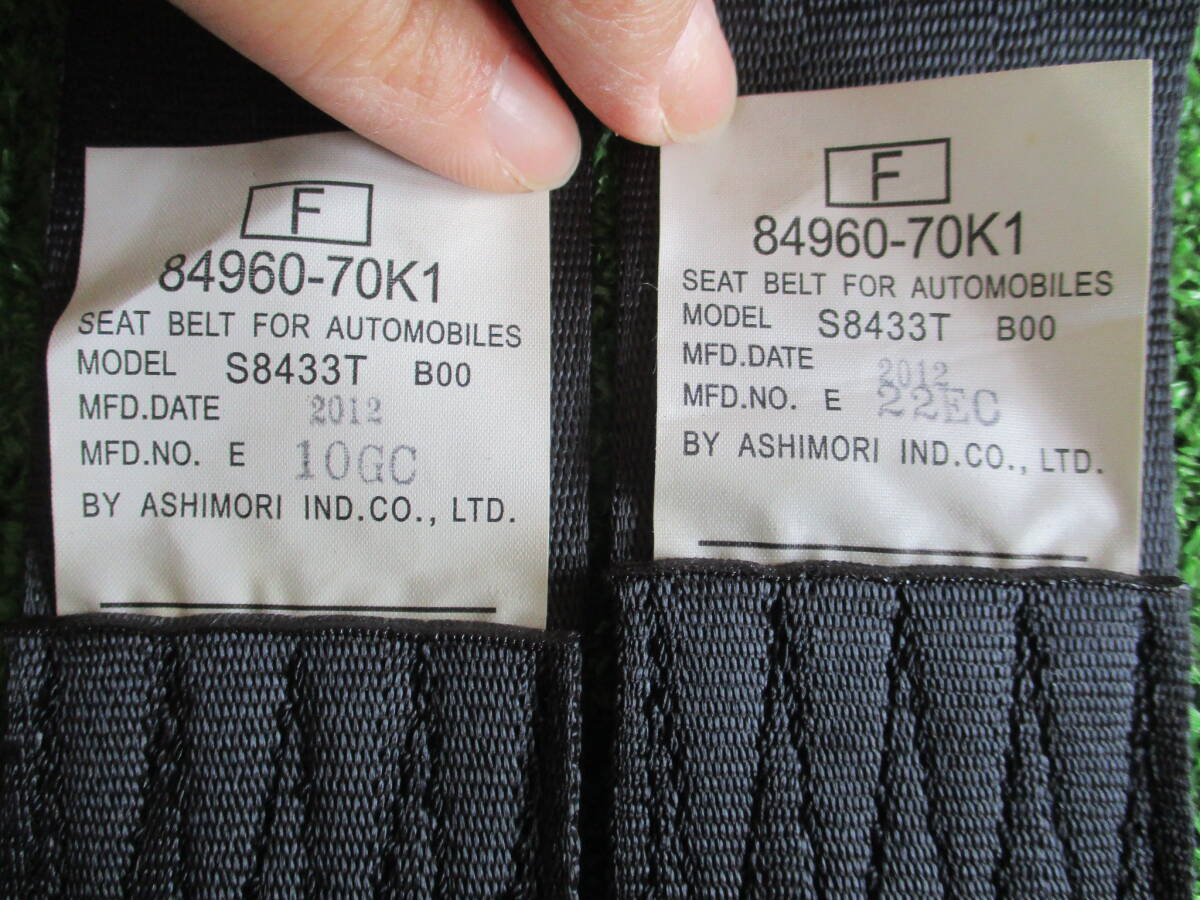 F
84960-70K1
SEAT BELT FOR AUTOMOBILES
MODEL S8433T B00
MFD.DATE 2012
MFD.NO. E 10GC
BY ASHIMORI IND.CO., LTD.
F
84960-70K1
SEAT BELT FOR AUTOMOBILES
MODEL S8433T B00
MFD.DATE 2012
MFD.NO. E 22EC
BY ASHIMORI IND.CO., LTD.